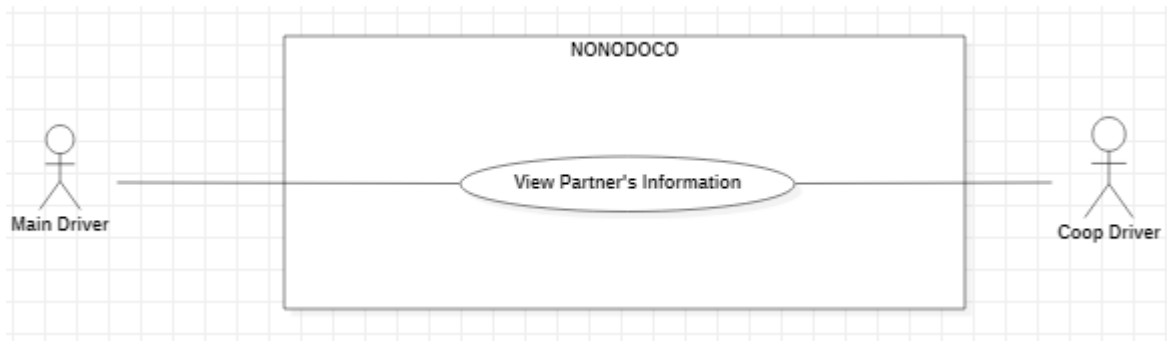 NONODOCO
View Partner's Information
Main Driver
Coop Driver